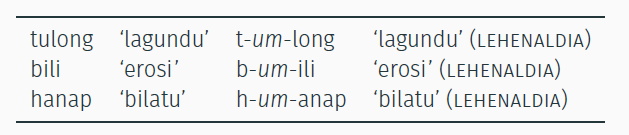 tulong ‘lagundu’ t-um-long ‘lagundu’ (LEHENALDIA)
bili ‘erosi’ b-um-ili ‘erosi’ (LEHENALDIA)
hanap ‘bilatu’ h-um-anap ‘bilatu’ (LEHENALDIA)